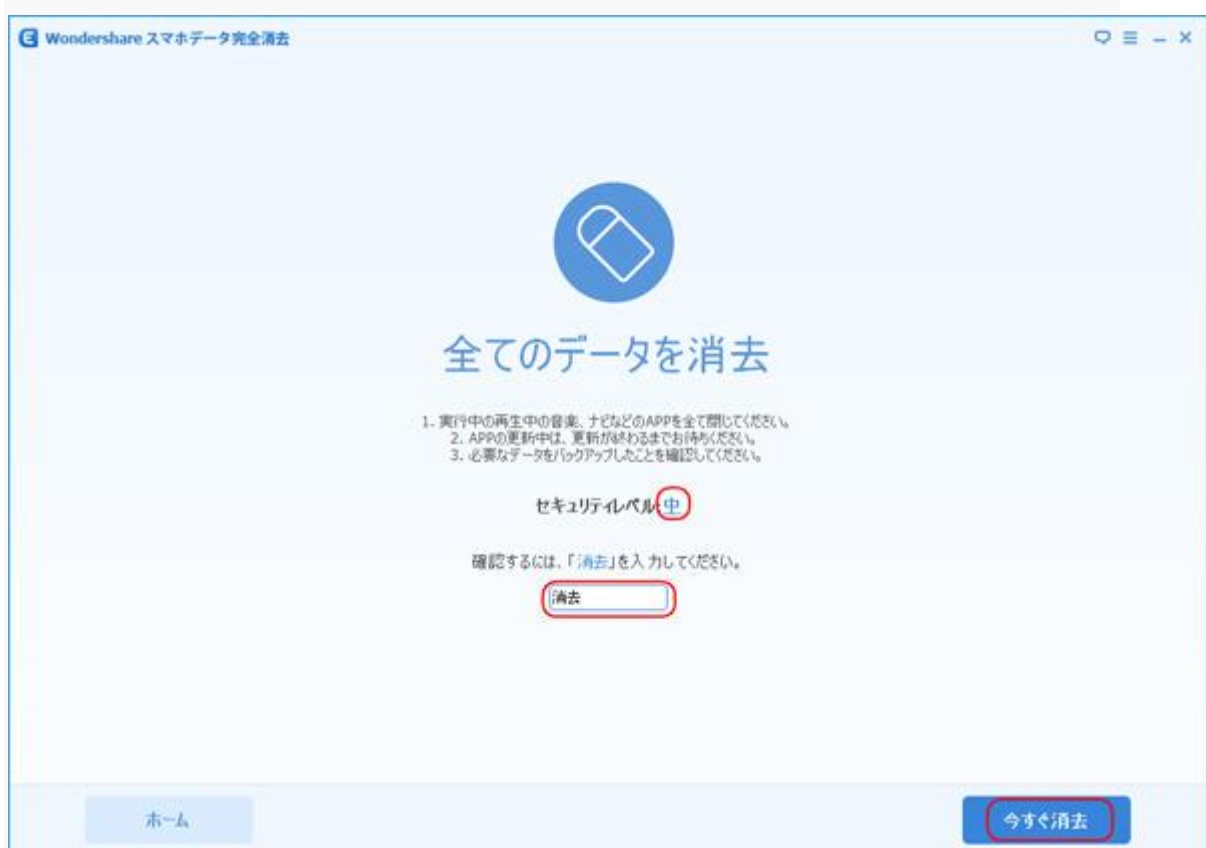 Wondershare スマホデータ完全消去
全てのデータを消去
1. 実行中の再生中の音楽、ナビなどのAPPを全て閉じてください。
2. APPの更新中は、更新が終わるまでお待ちください。
3. 必要なデータをバックアップしたことを確認してください。
セキュリティレベル:中
確認するには、「消去」を入力してください。
消去
ホーム
今すぐ消去